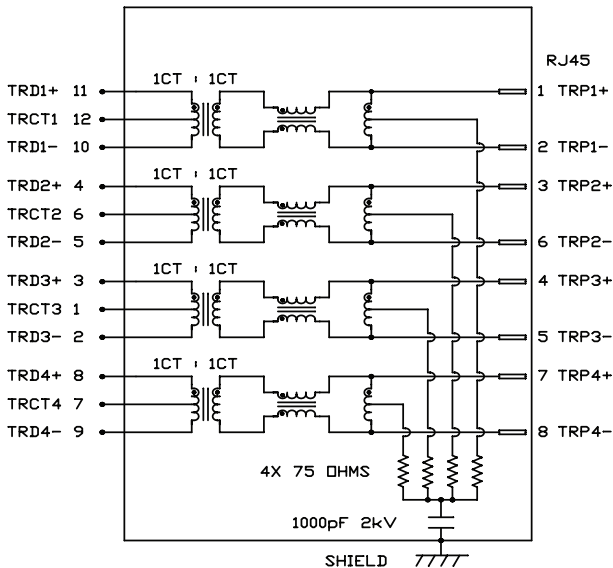 RJ45
1CT : 1CT
TRD1+ 11
1 TRP1+
TRCT1 12
TRD1- 10
2 TRP1-
1CT : 1CT
TRD2+ 4
3 TRP2+
TRCT2 6
TRD2- 5
6 TRP2-
1CT : 1CT
TRD3+ 3
4 TRP3+
TRCT3 1
TRD3- 2
5 TRP3-
1CT : 1CT
TRD4+ 8
7 TRP4+
TRCT4 7
TRD4- 9
8 TRP4-
4X 75 OHMS
1000pF 2kV
SHIELD